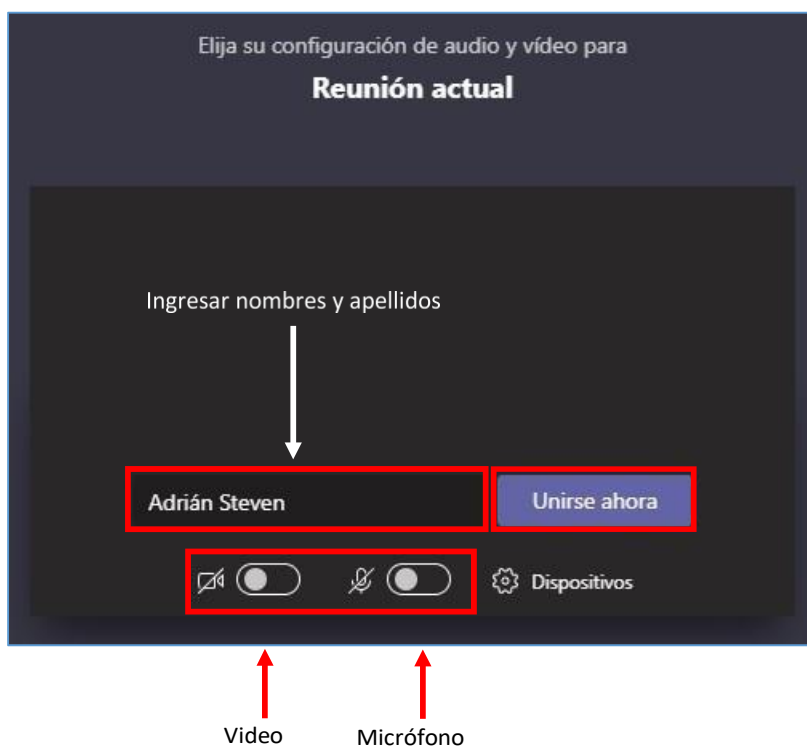 Elija su configuración de audio y vídeo para
Reunión actual
Ingresar nombres y apellidos
Adrián Steven
Unirse ahora
Dispositivos
Video
Micrófono